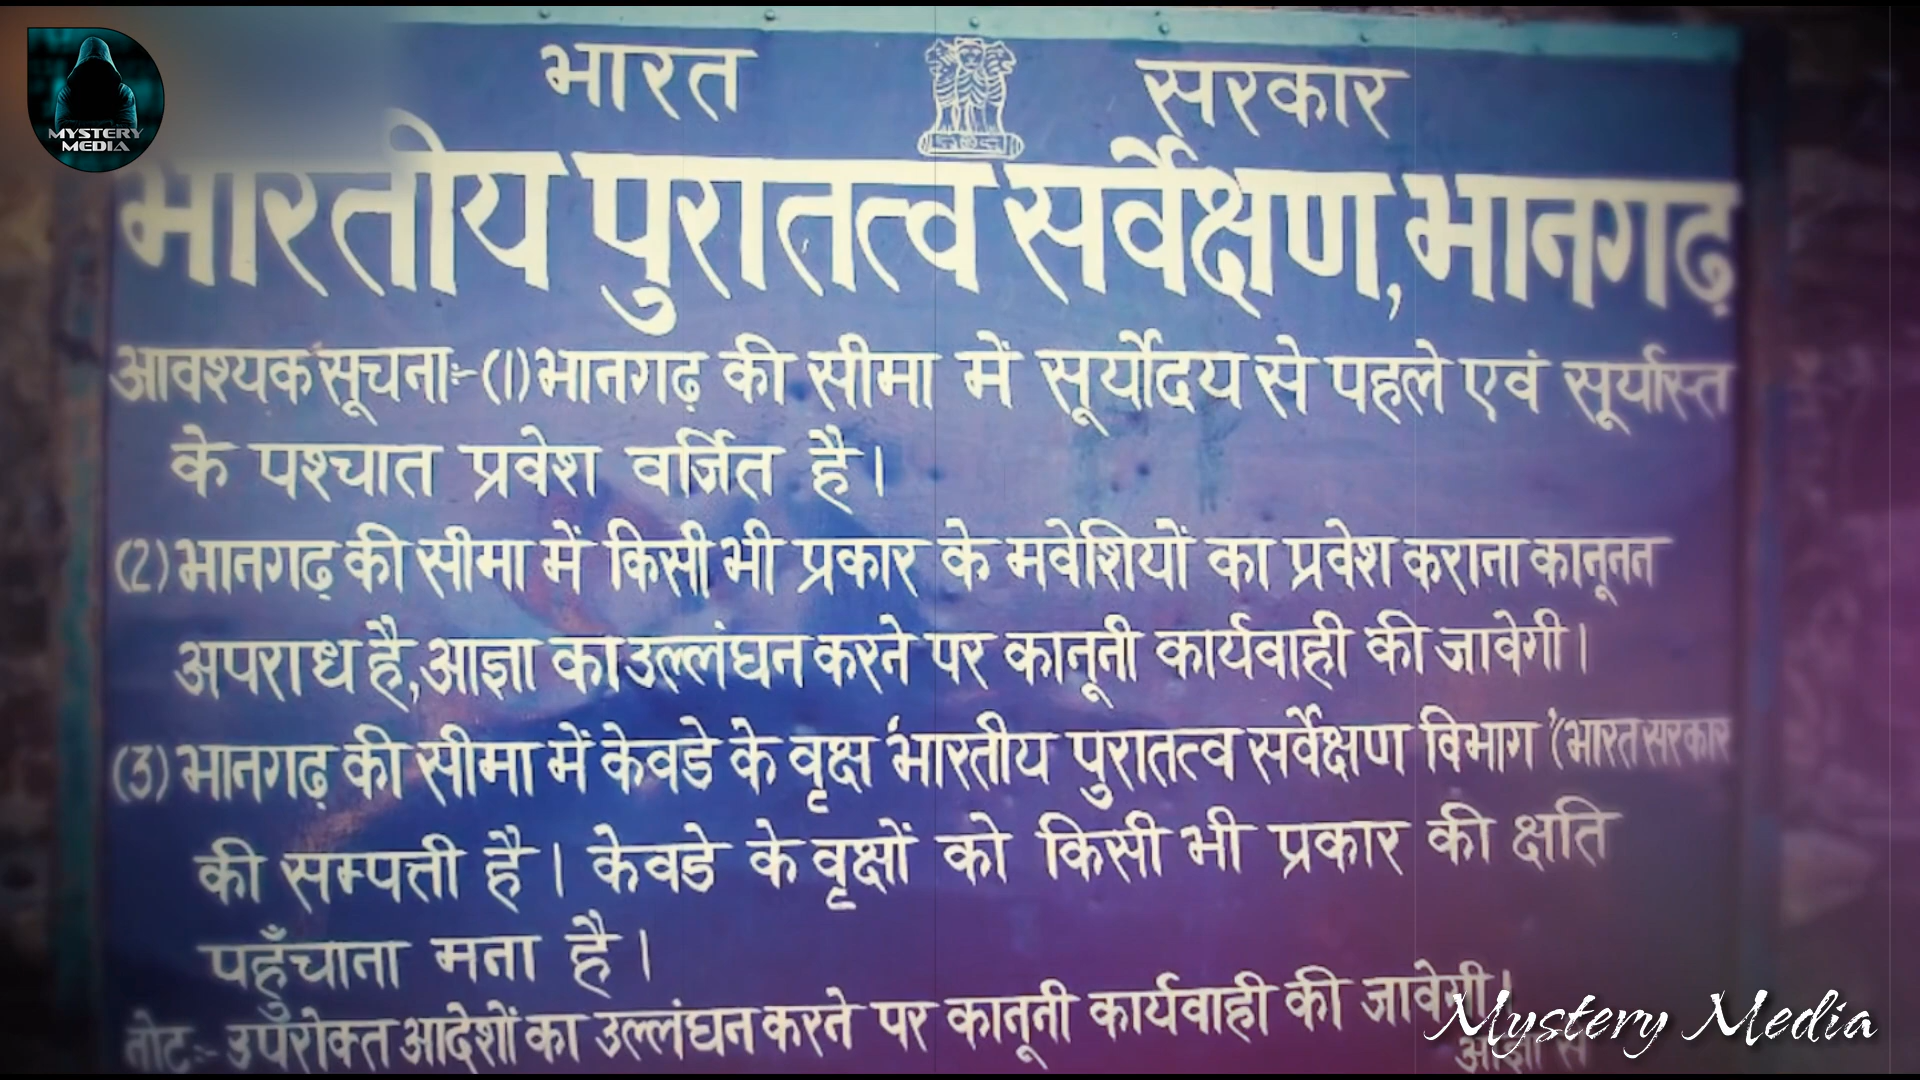 MYSTERY
MEDIA
भारत सरकार
भारतीय पुरातत्व सर्वेक्षण, भानगढ़
आवश्यक सूचना:-(1) भानगढ़ की सीमा में सूर्योदय से पहले एवं सूर्यास्त
के पश्चात प्रवेश वर्जित है।
(2) भानगढ़ की सीमा में किसी भी प्रकार के मवेशियों का प्रवेश कराना कानूनन
अपराध है, आज्ञा का उल्लंघन करने पर कानूनी कार्यवाही की जावेगी।
(3) भानगढ़ की सीमा में केवडे के वृक्ष 'भारतीय पुरातत्व सर्वेक्षण विभाग '(भारत सरकार
की सम्पत्ती है। केवडे के वृक्षों को किसी भी प्रकार की क्षति
पहुँचाना मना है।
नोट:- उपरोक्त आदेशों का उल्लंघन करने पर कानूनी कार्यवाही की जावेगी।
आज्ञा से
Mystery Media